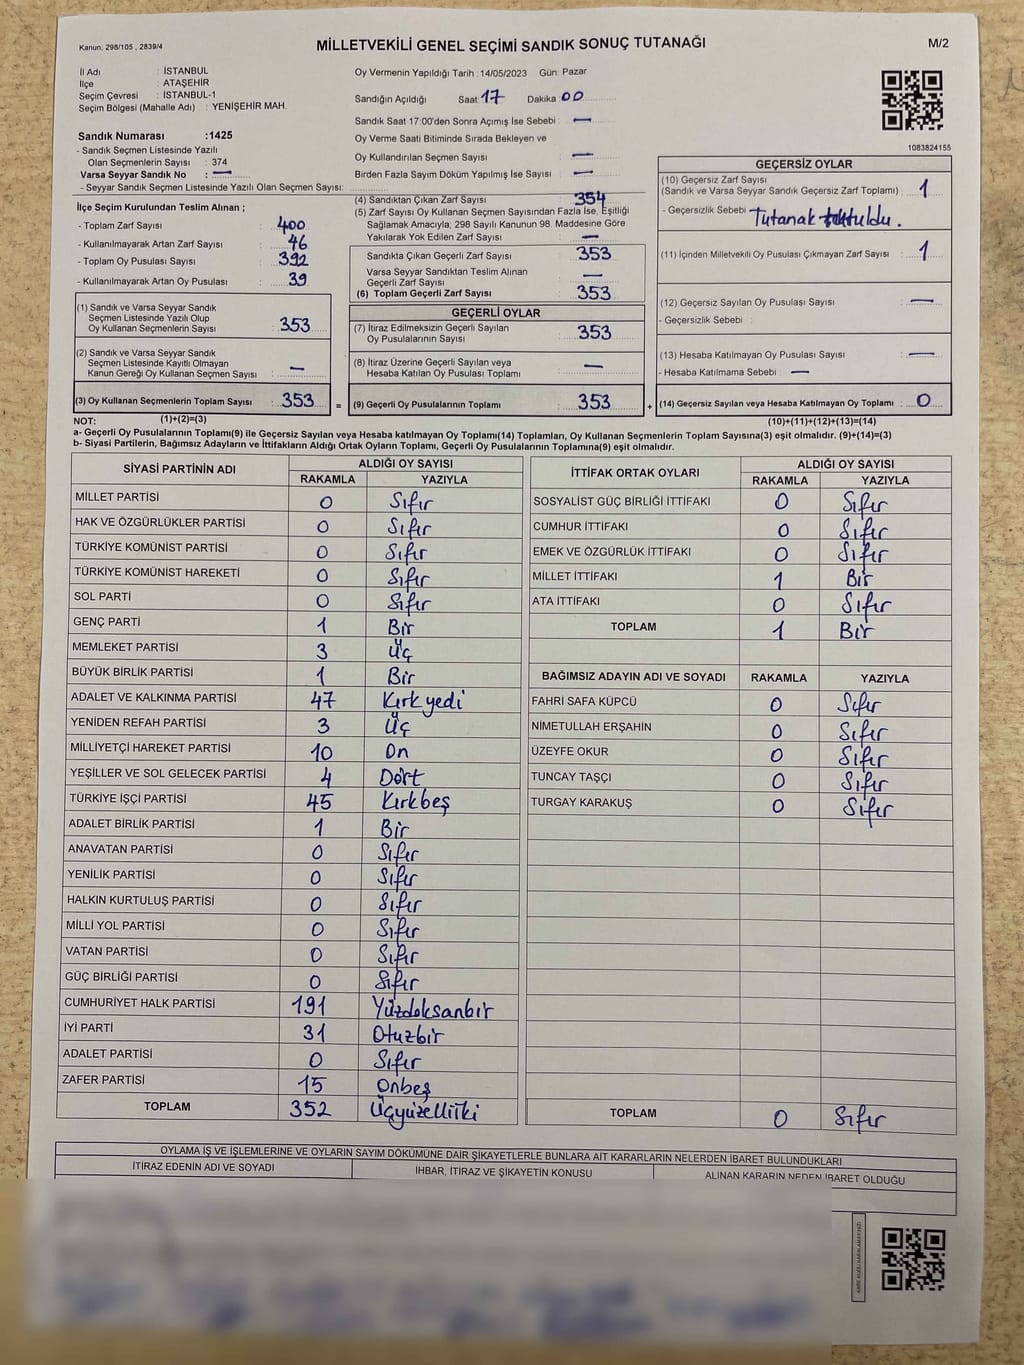 Kanun: 298/105 , 2839/4
MİLLETVEKİLİ GENEL SEÇİMİ SANDIK SONUÇ TUTANAĞI
M/2
İl Adı : İSTANBUL
İlçe : ATAŞEHİR
Seçim Çevresi : İSTANBUL-1
Seçim Bölgesi (Mahalle Adı) : YENİŞEHİR MAH.
Sandık Numarası :1425
- Sandık Seçmen Listesinde Yazılı
Olan Seçmenlerin Sayısı : 374
Varsa Seyyar Sandık No : —
- Seyyar Sandık Seçmen Listesinde Yazılı Olan Seçmen Sayısı:
Oy Vermenin Yapıldığı Tarih :14/05/2023 Gün: Pazar
Sandığın Açıldığı Saat: 17 Dakika: 00
Sandık Saat 17:00'den Sonra Açımış İse Sebebi : —
Oy Verme Saati Bitiminde Sırada Bekleyen ve
Oy Kullandırılan Seçmen Sayısı : —
Birden Fazla Sayım Döküm Yapılmış İse Sayısı : —
1083824155
İlçe Seçim Kurulundan Teslim Alınan ;
- Toplam Zarf Sayısı : 400
- Kullanılmayarak Artan Zarf Sayısı : 46
- Toplam Oy Pusulası Sayısı : 392
- Kullanılmayarak Artan Oy Pusulası : 39
(1) Sandık ve Varsa Seyyar Sandık
Seçmen Listesinde Yazılı Olup
Oy Kullanan Seçmenlerin Sayısı : 353
(2) Sandık ve Varsa Seyyar Sandık
Seçmen Listesinde Kayıtlı Olmayan
Kanun Gereği Oy Kullanan Seçmen Sayısı : —
(3) Oy Kullanan Seçmenlerin Toplam Sayısı : 353
(4) Sandıktan Çıkan Zarf Sayısı : 354
(5) Zarf Sayısı Oy Kullanan Seçmen Sayısından Fazla İse, Eşitliği
Sağlamak Amacıyla, 298 Sayılı Kanunun 98. Maddesine Göre
Yakılarak Yok Edilen Zarf Sayısı : —
Sandıkta Çıkan Geçerli Zarf Sayısı : 353
Varsa Seyyar Sandıktan Teslim Alınan
Geçerli Zarf Sayısı : —
(6) Toplam Geçerli Zarf Sayısı : 353
GEÇERLİ OYLAR
(7) İtiraz Edilmeksizin Geçerli Sayılan
Oy Pusulalarının Sayısı : 353
(8) İtiraz Üzerine Geçerli Sayılan veya
Hesaba Katılan Oy Pusulası Toplamı : —
= (9) Geçerli Oy Pusulalarının Toplamı : 353
GEÇERSİZ OYLAR
(10) Geçersiz Zarf Sayısı
(Sandık ve Varsa Seyyar Sandık Geçersiz Zarf Toplamı) : 1
- Geçersizlik Sebebi : Tutanak tutuldu.
(11) İçinden Milletvekili Oy Pusulası Çıkmayan Zarf Sayısı : 1
(12) Geçersiz Sayılan Oy Pusulası Sayısı : —
- Geçersizlik Sebebi :
(13) Hesaba Katılmayan Oy Pusulası Sayısı : —
- Hesaba Katılmama Sebebi : —
+ (14) Geçersiz Sayılan veya Hesaba Katılmayan Oy Toplamı : 0
NOT: (1)+(2)=(3)
(10)+(11)+(12)+(13)=(14)
a- Geçerli Oy Pusulalarının Toplamı(9) ile Geçersiz Sayılan veya Hesaba katılmayan Oy Toplamı(14) Toplamları, Oy Kullanan Seçmenlerin Toplam Sayısına(3) eşit olmalıdır. (9)+(14)=(3)
b- Siyasi Partilerin, Bağımsız Adayların ve İttifakların Aldığı Ortak Oyların Toplamı, Geçerli Oy Pusulalarının Toplamına(9) eşit olmalıdır.
SİYASİ PARTİNİN ADI ALDIĞI OY SAYISI
RAKAMLA YAZIYLA
MİLLET PARTİSİ 0 Sıfır
HAK VE ÖZGÜRLÜKLER PARTİSİ 0 Sıfır
TÜRKİYE KOMÜNİST PARTİSİ 0 Sıfır
TÜRKİYE KOMÜNİST HAREKETİ 0 Sıfır
SOL PARTİ 0 Sıfır
GENÇ PARTİ 1 Bir
MEMLEKET PARTİSİ 3 Üç
BÜYÜK BİRLİK PARTİSİ 1 Bir
ADALET VE KALKINMA PARTİSİ 47 Kırkyedi
YENİDEN REFAH PARTİSİ 3 Üç
MİLLİYETÇİ HAREKET PARTİSİ 10 On
YEŞİLLER VE SOL GELECEK PARTİSİ 4 Dört
TÜRKİYE İŞÇİ PARTİSİ 45 Kırkbeş
ADALET BİRLİK PARTİSİ 1 Bir
ANAVATAN PARTİSİ 0 Sıfır
YENİLİK PARTİSİ 0 Sıfır
HALKIN KURTULUŞ PARTİSİ 0 Sıfır
MİLLİ YOL PARTİSİ 0 Sıfır
VATAN PARTİSİ 0 Sıfır
GÜÇ BİRLİĞİ PARTİSİ 0 Sıfır
CUMHURİYET HALK PARTİSİ 191 Yüzdoksanbir
İYİ PARTİ 31 Otuzbir
ADALET PARTİSİ 0 Sıfır
ZAFER PARTİSİ 15 Onbeş
TOPLAM 352 Üçyüzelliiki
İTTİFAK ORTAK OYLARI ALDIĞI OY SAYISI
RAKAMLA YAZIYLA
SOSYALİST GÜÇ BİRLİĞİ İTTİFAKI 0 Sıfır
CUMHUR İTTİFAKI 0 Sıfır
EMEK VE ÖZGÜRLÜK İTTİFAKI 0 Sıfır
MİLLET İTTİFAKI 1 Bir
ATA İTTİFAKI 0 Sıfır
TOPLAM 1 Bir
BAĞIMSIZ ADAYIN ADI VE SOYADI RAKAMLA YAZIYLA
FAHRİ SAFA KÜPCÜ 0 Sıfır
NİMETULLAH ERŞAHİN 0 Sıfır
ÜZEYFE OKUR 0 Sıfır
TUNCAY TAŞÇI 0 Sıfır
TURGAY KARAKUŞ 0 Sıfır
TOPLAM 0 Sıfır
OYLAMA İŞ VE İŞLEMLERİNE VE OYLARIN SAYIM DÖKÜMÜNE DAİR ŞİKAYETLERLE BUNLARA AİT KARARLARIN NELERDEN İBARET BULUNDUKLARI
İTİRAZ EDENİN ADI VE SOYADI
İHBAR, İTİRAZ VE ŞİKAYETİN KONUSU
ALINAN KARARIN NEDEN İBARET OLDUĞU